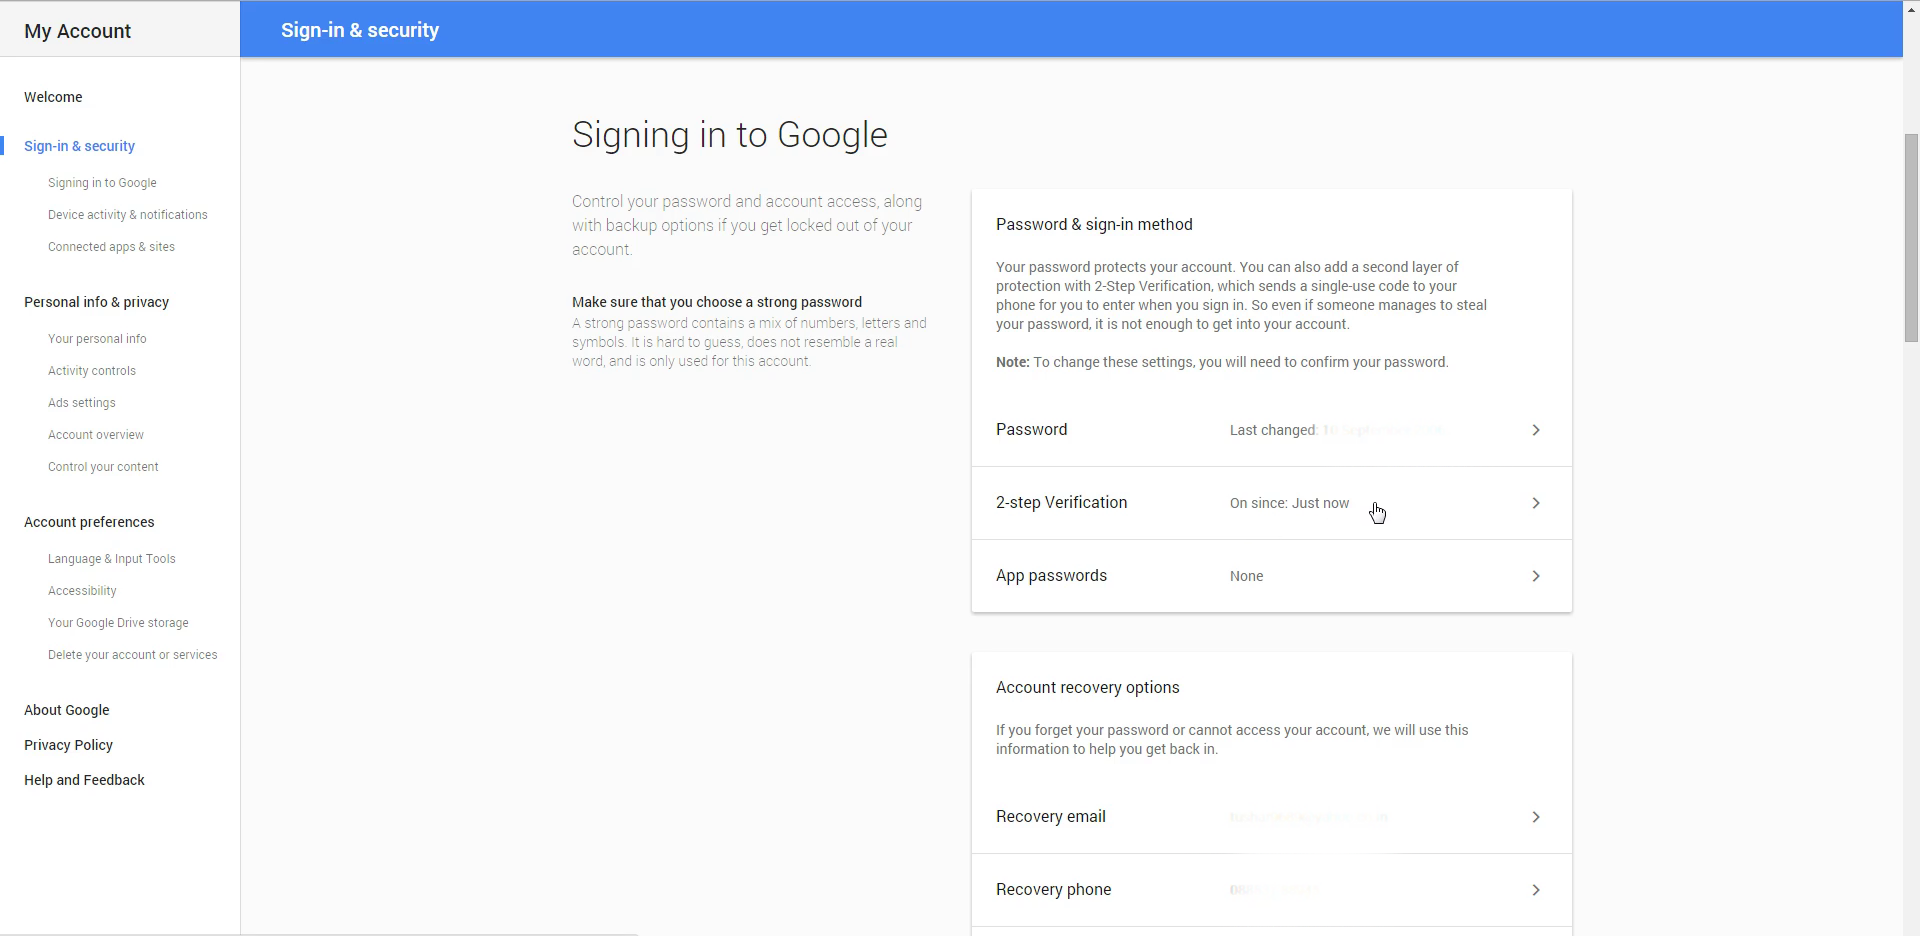 My Account
Sign-in & security
Welcome
Sign-in & security
Signing in to Google
Device activity & notifications
Connected apps & sites
Personal info & privacy
Your personal info
Activity controls
Ads settings
Account overview
Control your content
Account preferences
Language & Input Tools
Accessibility
Your Google Drive storage
Delete your account or services
About Google
Privacy Policy
Help and Feedback
Signing in to Google
Control your password and account access, along
with backup options if you get locked out of your
account.
Make sure that you choose a strong password
A strong password contains a mix of numbers, letters and
symbols. It is hard to guess, does not resemble a real
word, and is only used for this account.
Password & sign-in method
Your password protects your account. You can also add a second layer of
protection with 2-Step Verification, which sends a single-use code to your
phone for you to enter when you sign in. So even if someone manages to steal
your password, it is not enough to get into your account.
Note: To change these settings, you will need to confirm your password.
Password Last changed:
2-step Verification On since: Just now
App passwords None
Account recovery options
If you forget your password or cannot access your account, we will use this
information to help you get back in.
Recovery email
Recovery phone